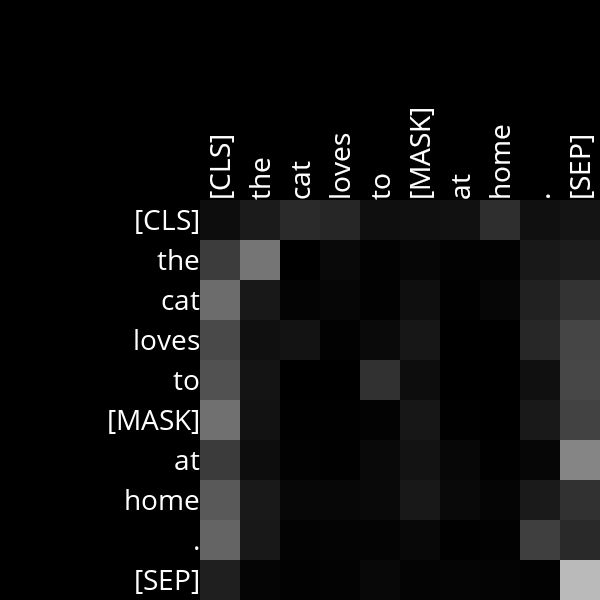 [CLS] the cat loves to [MASK] at home . [SEP]
[CLS]
the
cat
loves
to
[MASK]
at
home
.
[SEP]